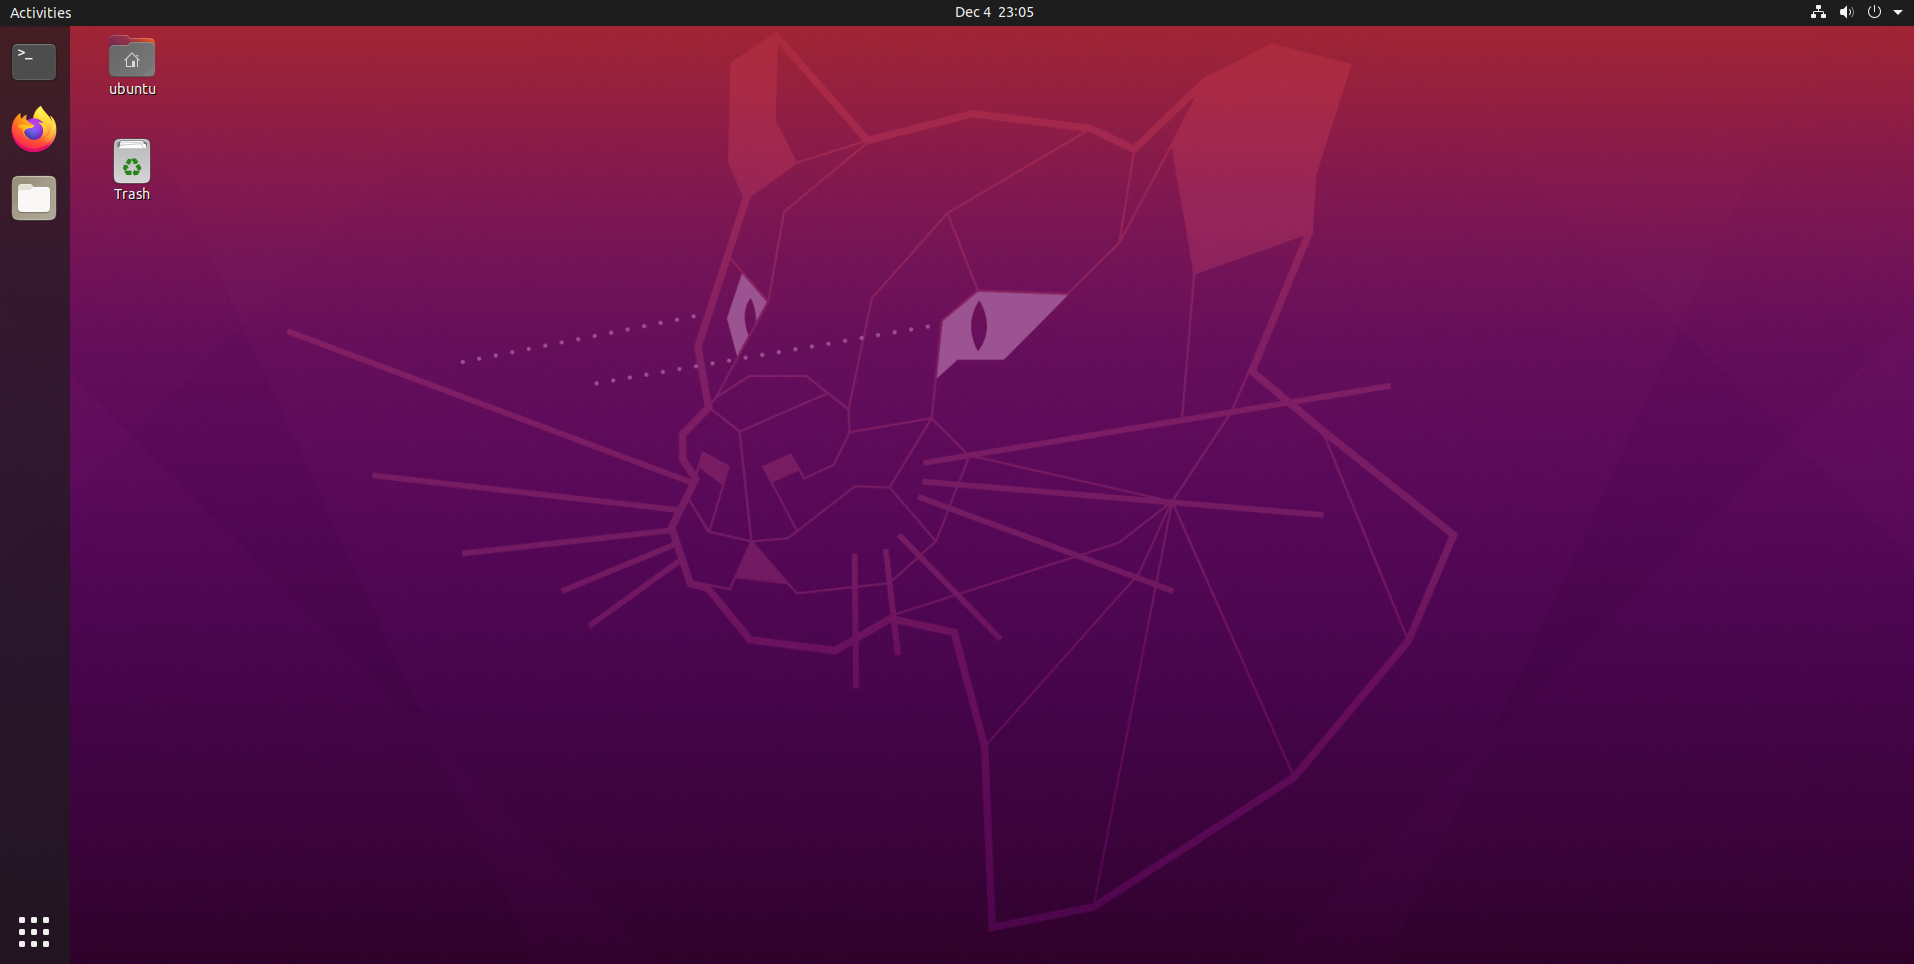 Activities
Dec 4 23:05
>_
ubuntu
Trash